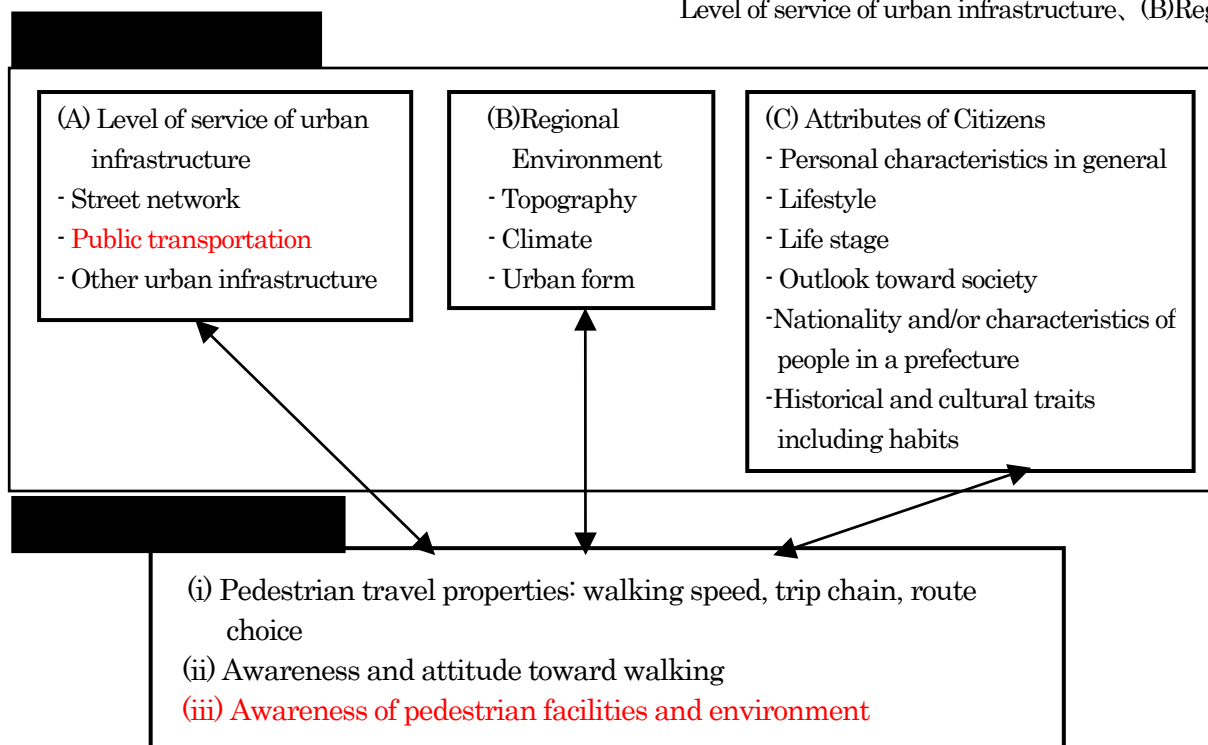 Level of service of urban infrastructure、(B)Reg
(A) Level of service of urban
infrastructure
- Street network
- Public transportation
- Other urban infrastructure
(B)Regional
Environment
- Topography
- Climate
- Urban form
(C) Attributes of Citizens
- Personal characteristics in general
- Lifestyle
- Life stage
- Outlook toward society
-Nationality and/or characteristics of
people in a prefecture
-Historical and cultural traits
including habits
(i) Pedestrian travel properties: walking speed, trip chain, route
choice
(ii) Awareness and attitude toward walking
(iii) Awareness of pedestrian facilities and environment